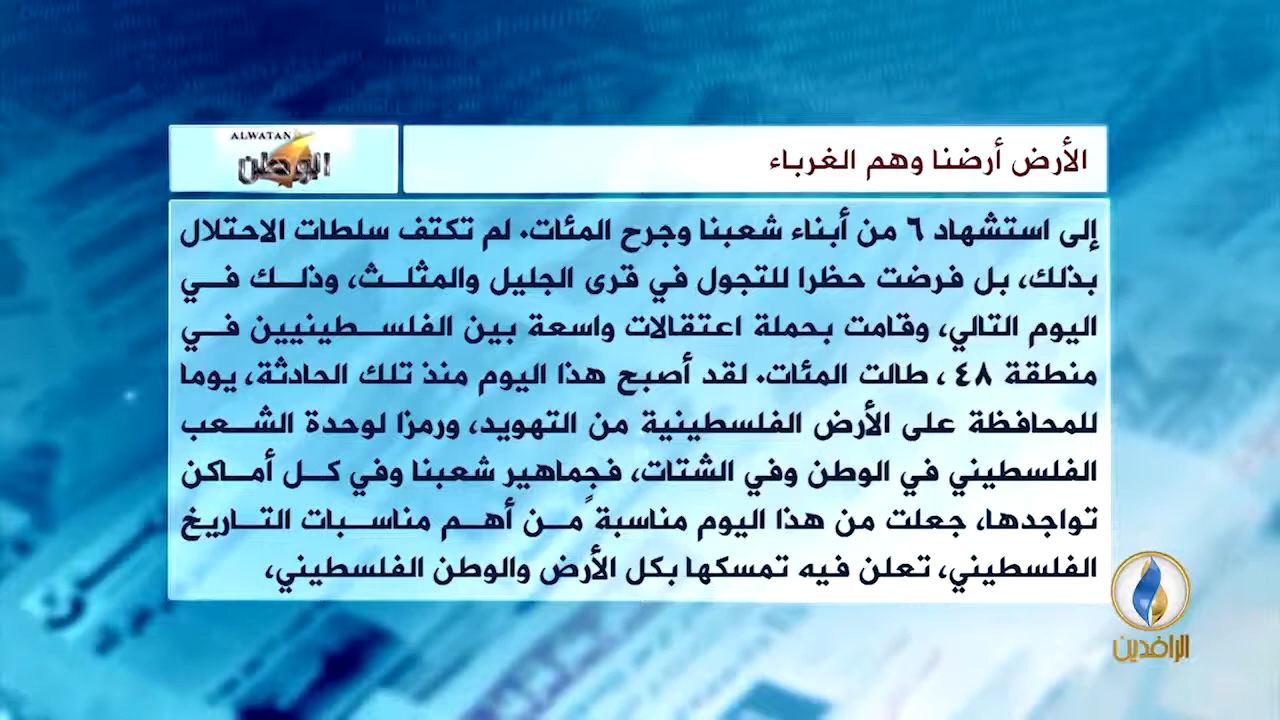 ALWATAN
الوطن
الأرض أرضنا وهم الغرباء
إلى استشهاد ٦ من أبناء شعبنا وجرح المئات. لم تكتف سلطات الاحتلال
بذلك، بل فرضت حظرا للتجول في قرى الجليل والمثلث، وذلك في
اليوم التالي، وقامت بحملة اعتقالات واسعة بين الفلسطينيين في
منطقة ٤٨، طالت المئات. لقد أصبح هذا اليوم منذ تلك الحادثة، يوما
للمحافظة على الأرض الفلسطينية من التهويد، ورمزا لوحدة الشعب
الفلسطيني في الوطن وفي الشتات، فجماهير شعبنا وفي كل أماكن
تواجدها، جعلت من هذا اليوم مناسبة ًمن أهم مناسبات التاريخ
الفلسطيني، تعلن فيه تمسكها بكل الأرض والوطن الفلسطيني،
الرافدين